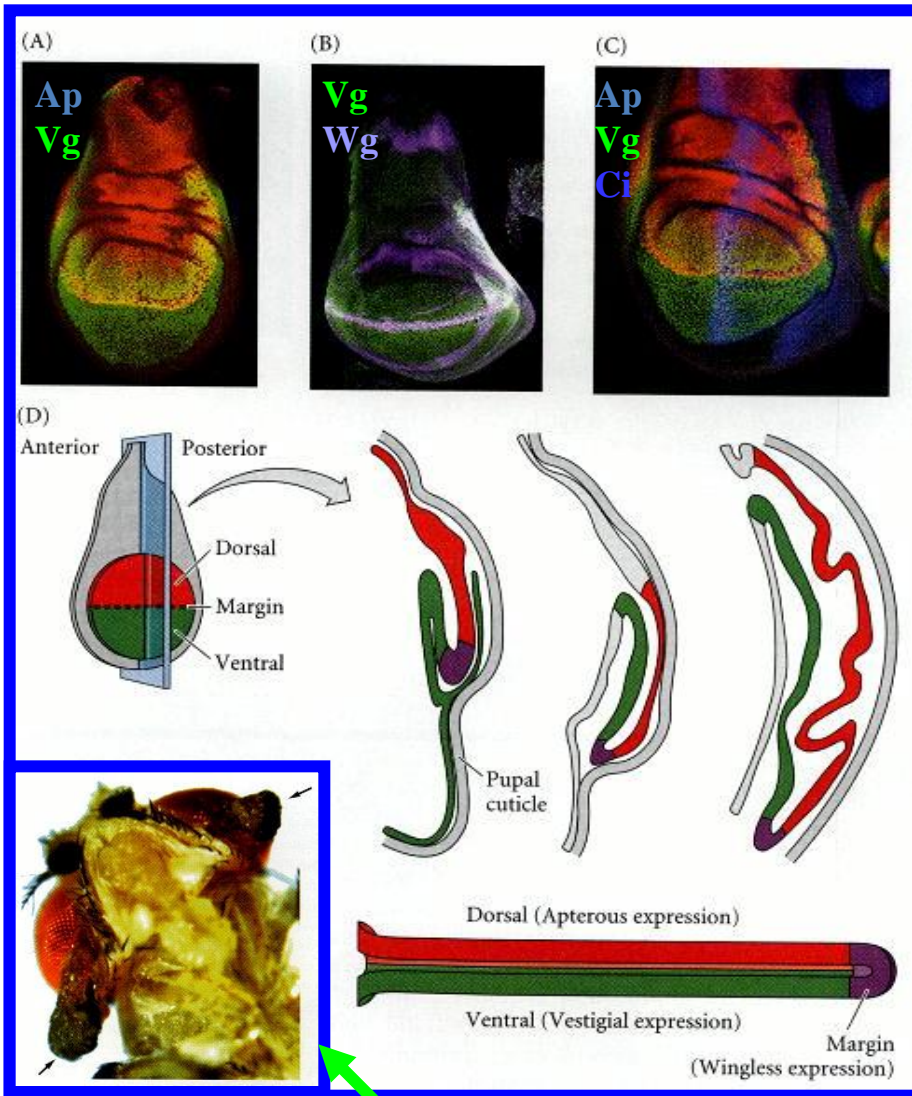 (A)
Ap
Vg
(B)
Vg
Wg
(C)
Ap
Vg
Ci
(D)
Anterior
Posterior
Dorsal
Margin
Ventral
Pupal
cuticle
Dorsal (Apterous expression)
Ventral (Vestigial expression)
Margin
(Wingless expression)